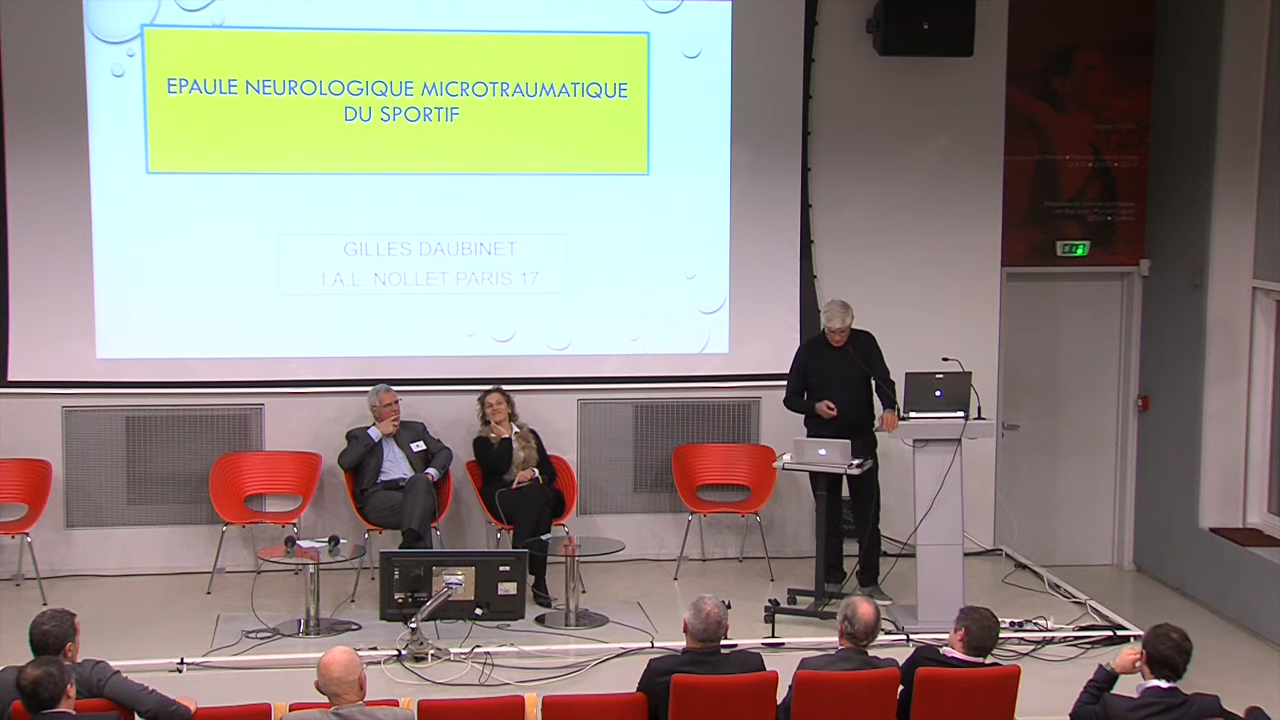 EPAULE NEUROLOGIQUE MICROTRAUMATIQUE
DU SPORTIF
GILLES DAUBINET
I.A.L. NOLLET PARIS 17